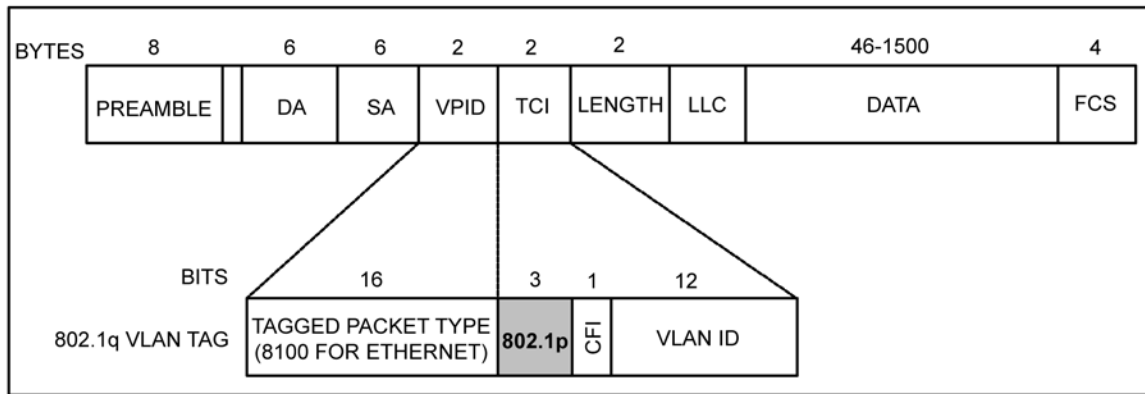 BYTES 8 6 6 2 2 2 46-1500 4
PREAMBLE DA SA VPID TCI LENGTH LLC DATA FCS
BITS 16 3 1 12
802.1q VLAN TAG
TAGGED PACKET TYPE
(8100 FOR ETHERNET)
802.1p
CFI
VLAN ID